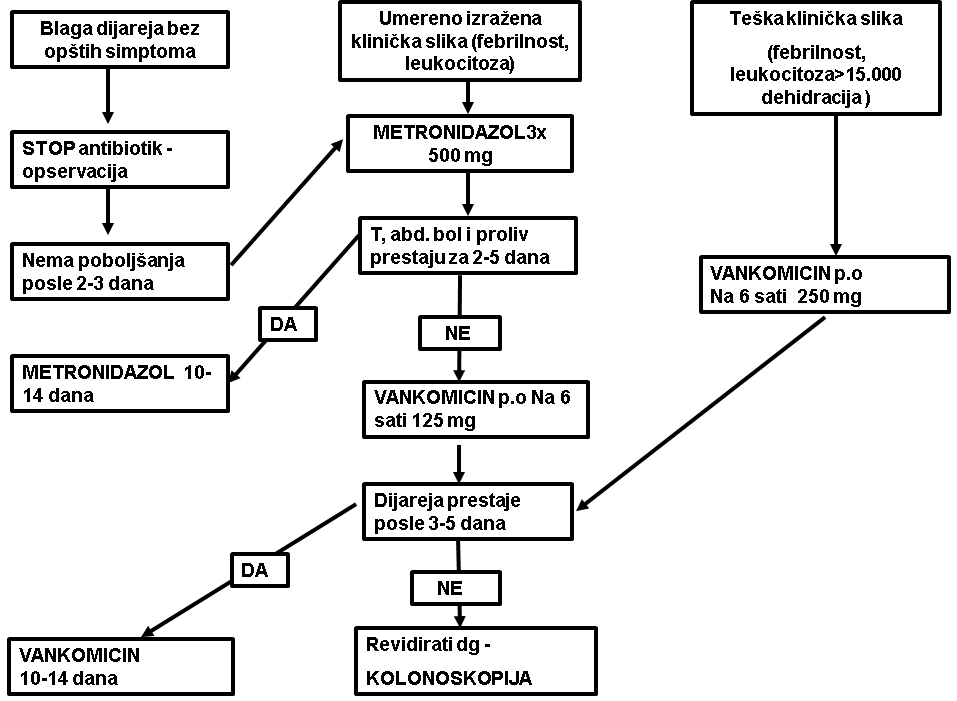 Blaga dijareja bez
opštih simptoma
STOP antibiotik -
opservacija
Nema poboljšanja
posle 2-3 dana
DA
METRONIDAZOL 10-
14 dana
Umereno izražena
klinička slika (febrilnost,
leukocitoza)
METRONIDAZOL 3x
500 mg
T, abd. bol i proliv
prestaju za 2-5 dana
NE
VANKOMICIN p.o Na 6
sati 125 mg
Dijareja prestaje
posle 3-5 dana
DA
NE
VANKOMICIN
10-14 dana
Revidirati dg -
KOLONOSKOPIJA
Teška klinička slika
(febrilnost,
leukocitoza>15.000
dehidracija )
VANKOMICIN p.o
Na 6 sati 250 mg